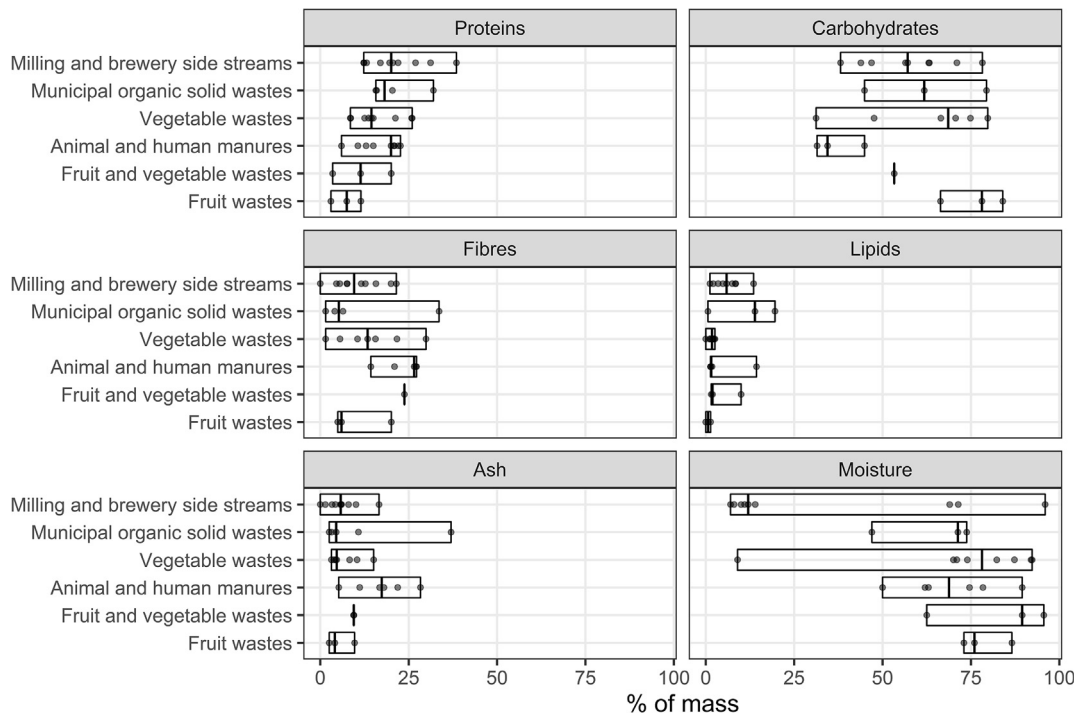 Proteins
Carbohydrates
Milling and brewery side streams
Municipal organic solid wastes
Vegetable wastes
Animal and human manures
Fruit and vegetable wastes
Fruit wastes
Fibres
Lipids
Milling and brewery side streams
Municipal organic solid wastes
Vegetable wastes
Animal and human manures
Fruit and vegetable wastes
Fruit wastes
Ash
Moisture
Milling and brewery side streams
Municipal organic solid wastes
Vegetable wastes
Animal and human manures
Fruit and vegetable wastes
Fruit wastes
0 25 50 75 100 0 25 50 75 100
% of mass